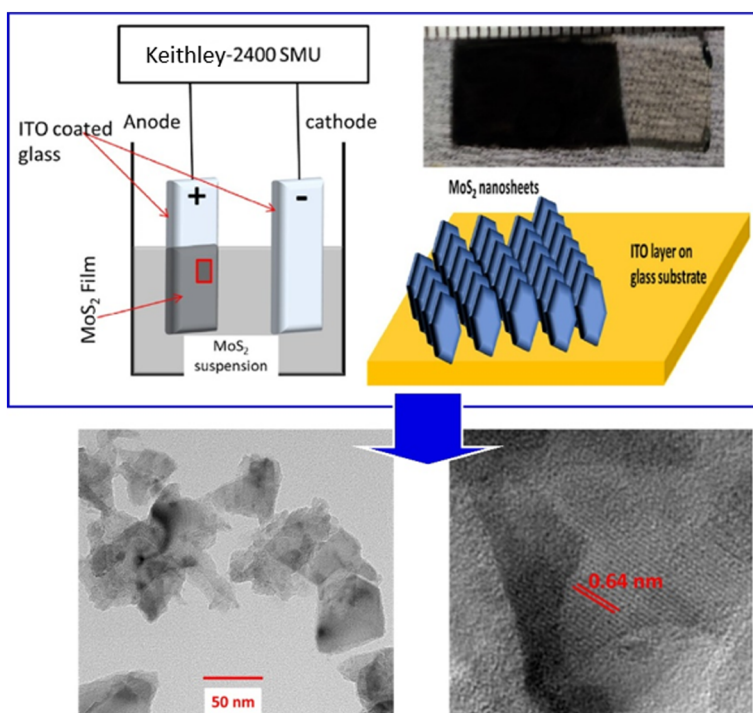 Keithley-2400 SMU
ITO coated
glass
Anode
cathode
+
-
MoS₂ Film
MoS₂
suspension
MoS₂ nanosheets
ITO layer on
glass substrate
50 nm
0.64 nm